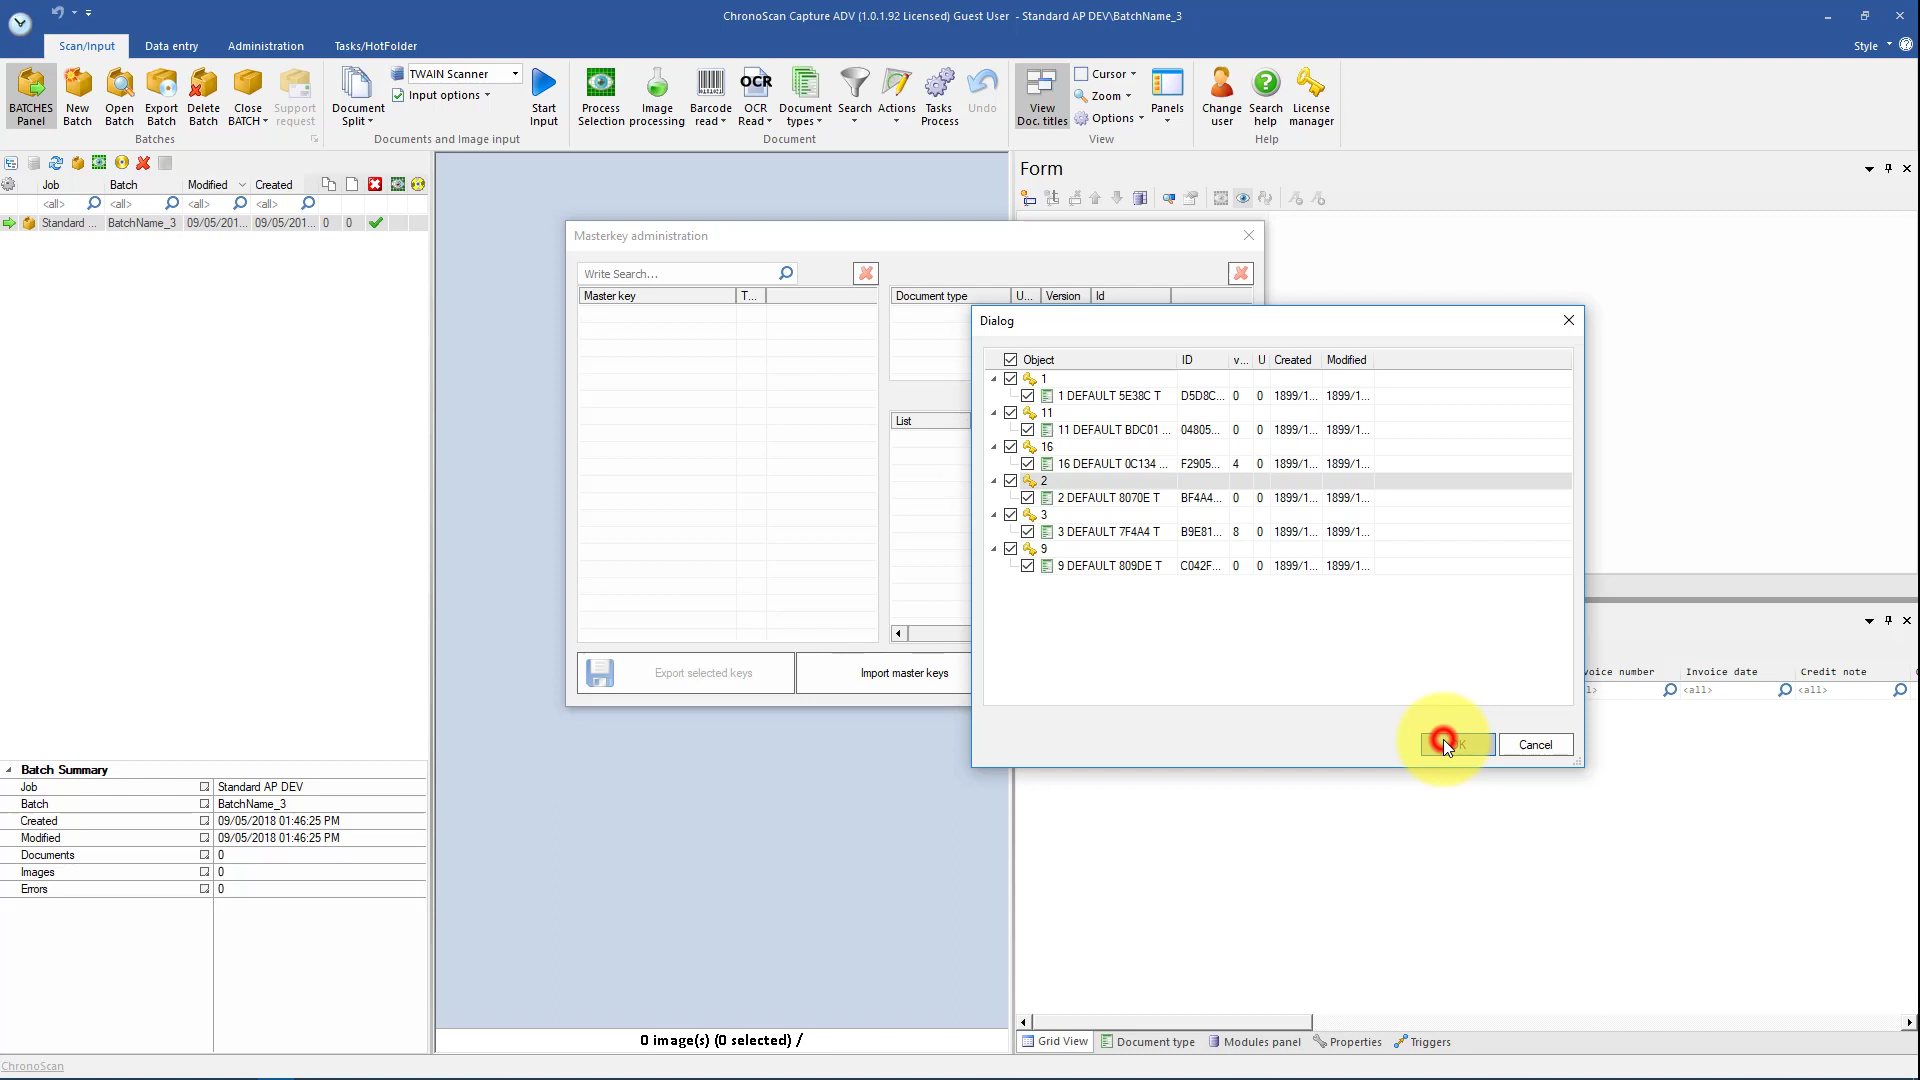 ChronoScan Capture ADV (1.0.1.92 Licensed) Guest User - Standard AP DEV\BatchName_3
Scan/Input Data entry Administration Tasks/HotFolder Style
BATCHES Panel
New Batch
Open Batch
Export Batch
Delete Batch
Close BATCH
Support request
Batches
Document Split
TWAIN Scanner
Input options
Start Input
Documents and Image input
Process Selection
Image processing
Barcode read
OCR
OCR Read
Document types
Search
Actions
Tasks Process
Undo
Document
View Doc. titles
Cursor
Zoom
Options
Panels
View
Change user
Search help
License manager
Help
Job Batch Modified Created
<all> <all> <all> <all>
Standard ... BatchName_3 09/05/201... 09/05/201... 0 0
Form
Masterkey administration
Write Search...
Master key T...
Document type U... Version Id
List
Export selected keys Import master keys
Dialog
Object ID v... U Created Modified
1
1 DEFAULT 5E38C T D5D8C... 0 0 1899/1... 1899/1...
11
11 DEFAULT BDC01 ... 04805... 0 0 1899/1... 1899/1...
16
16 DEFAULT 0C134 ... F2905... 4 0 1899/1... 1899/1...
2
2 DEFAULT 8070E T BF4A4... 0 0 1899/1... 1899/1...
3
3 DEFAULT 7F4A4 T B9E81... 8 0 1899/1... 1899/1...
9
9 DEFAULT 809DE T C042F... 0 0 1899/1... 1899/1...
Cancel
Invoice date Credit note
<all> <all>
Batch Summary
Job Standard AP DEV
Batch BatchName_3
Created 09/05/2018 01:46:25 PM
Modified 09/05/2018 01:46:25 PM
Documents 0
Images 0
Errors 0
0 image(s) (0 selected) /
Grid View Document type Modules panel Properties Triggers
ChronoScan